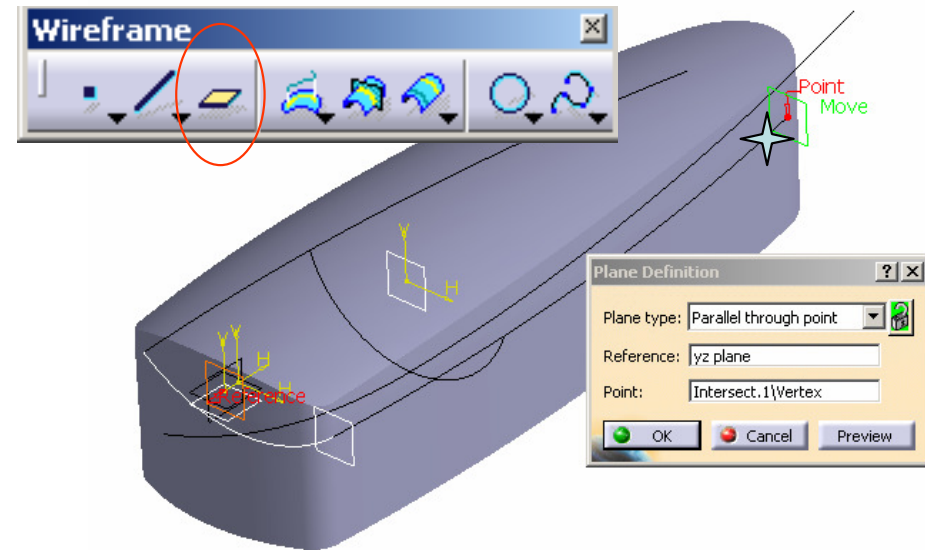 Wireframe
Point
Move
V
H
V
V
H
H
Reference
Plane Definition
Plane type: Parallel through point
Reference: yz plane
Point: Intersect.1\Vertex
OK Cancel Preview